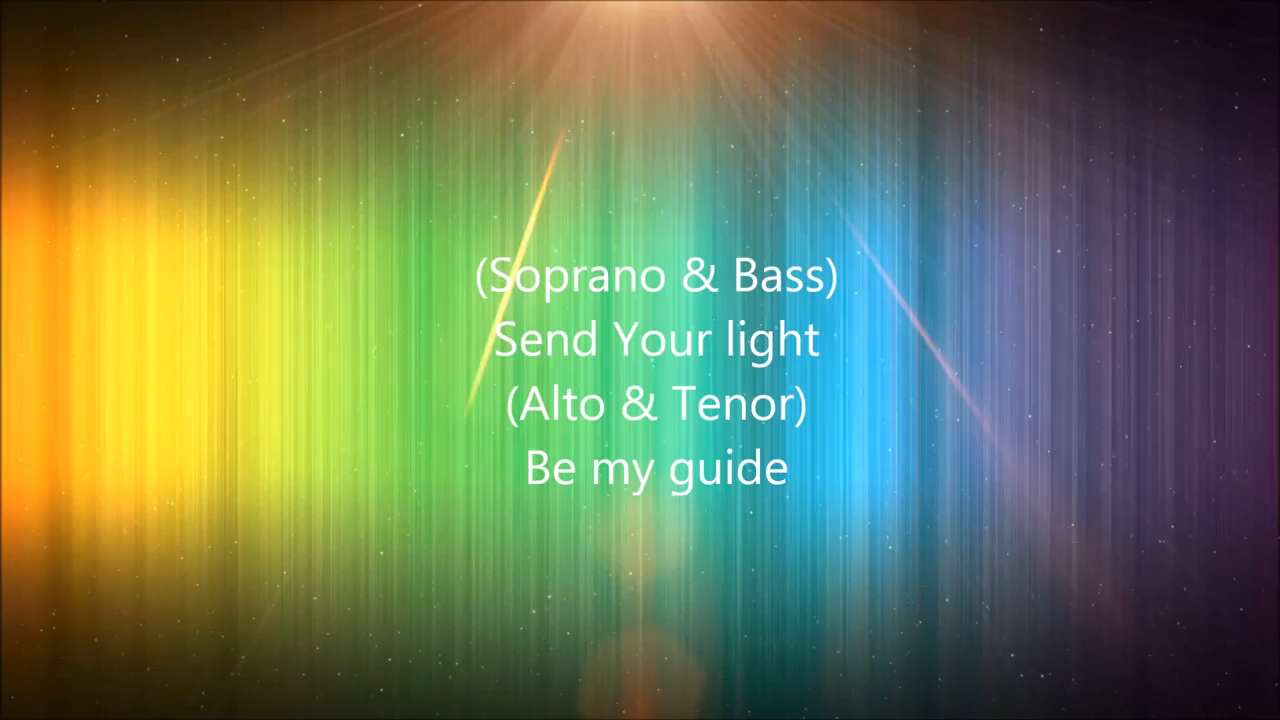 (Soprano & Bass)
Send Your light
(Alto & Tenor)
Be my guide